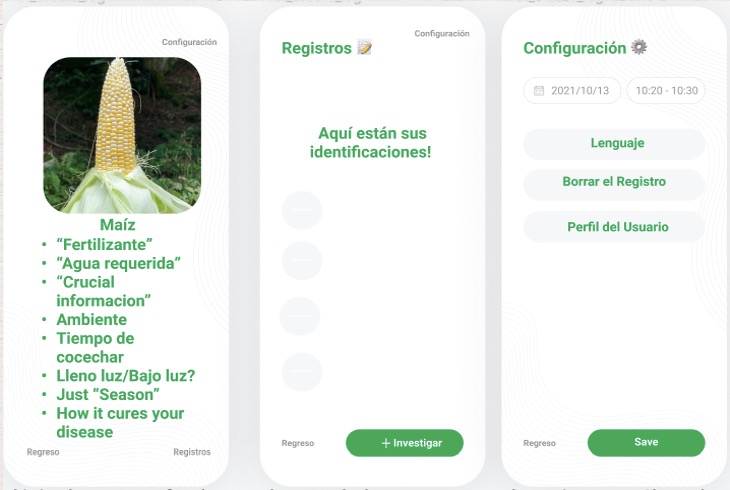 Configuración
Maíz
• “Fertilizante”
• “Agua requerida”
• “Crucial
informacion”
• Ambiente
• Tiempo de
cocechar
• Lleno luz/Bajo luz?
• Just “Season”
• How it cures your
disease
Regreso
Registros
Configuración
Registros
Aquí están sus
identificaciones!
Regreso
+ Investigar
Configuración
2021/10/13
10:20 - 10:30
Lenguaje
Borrar el Registro
Perfil del Usuario
Regreso
Save